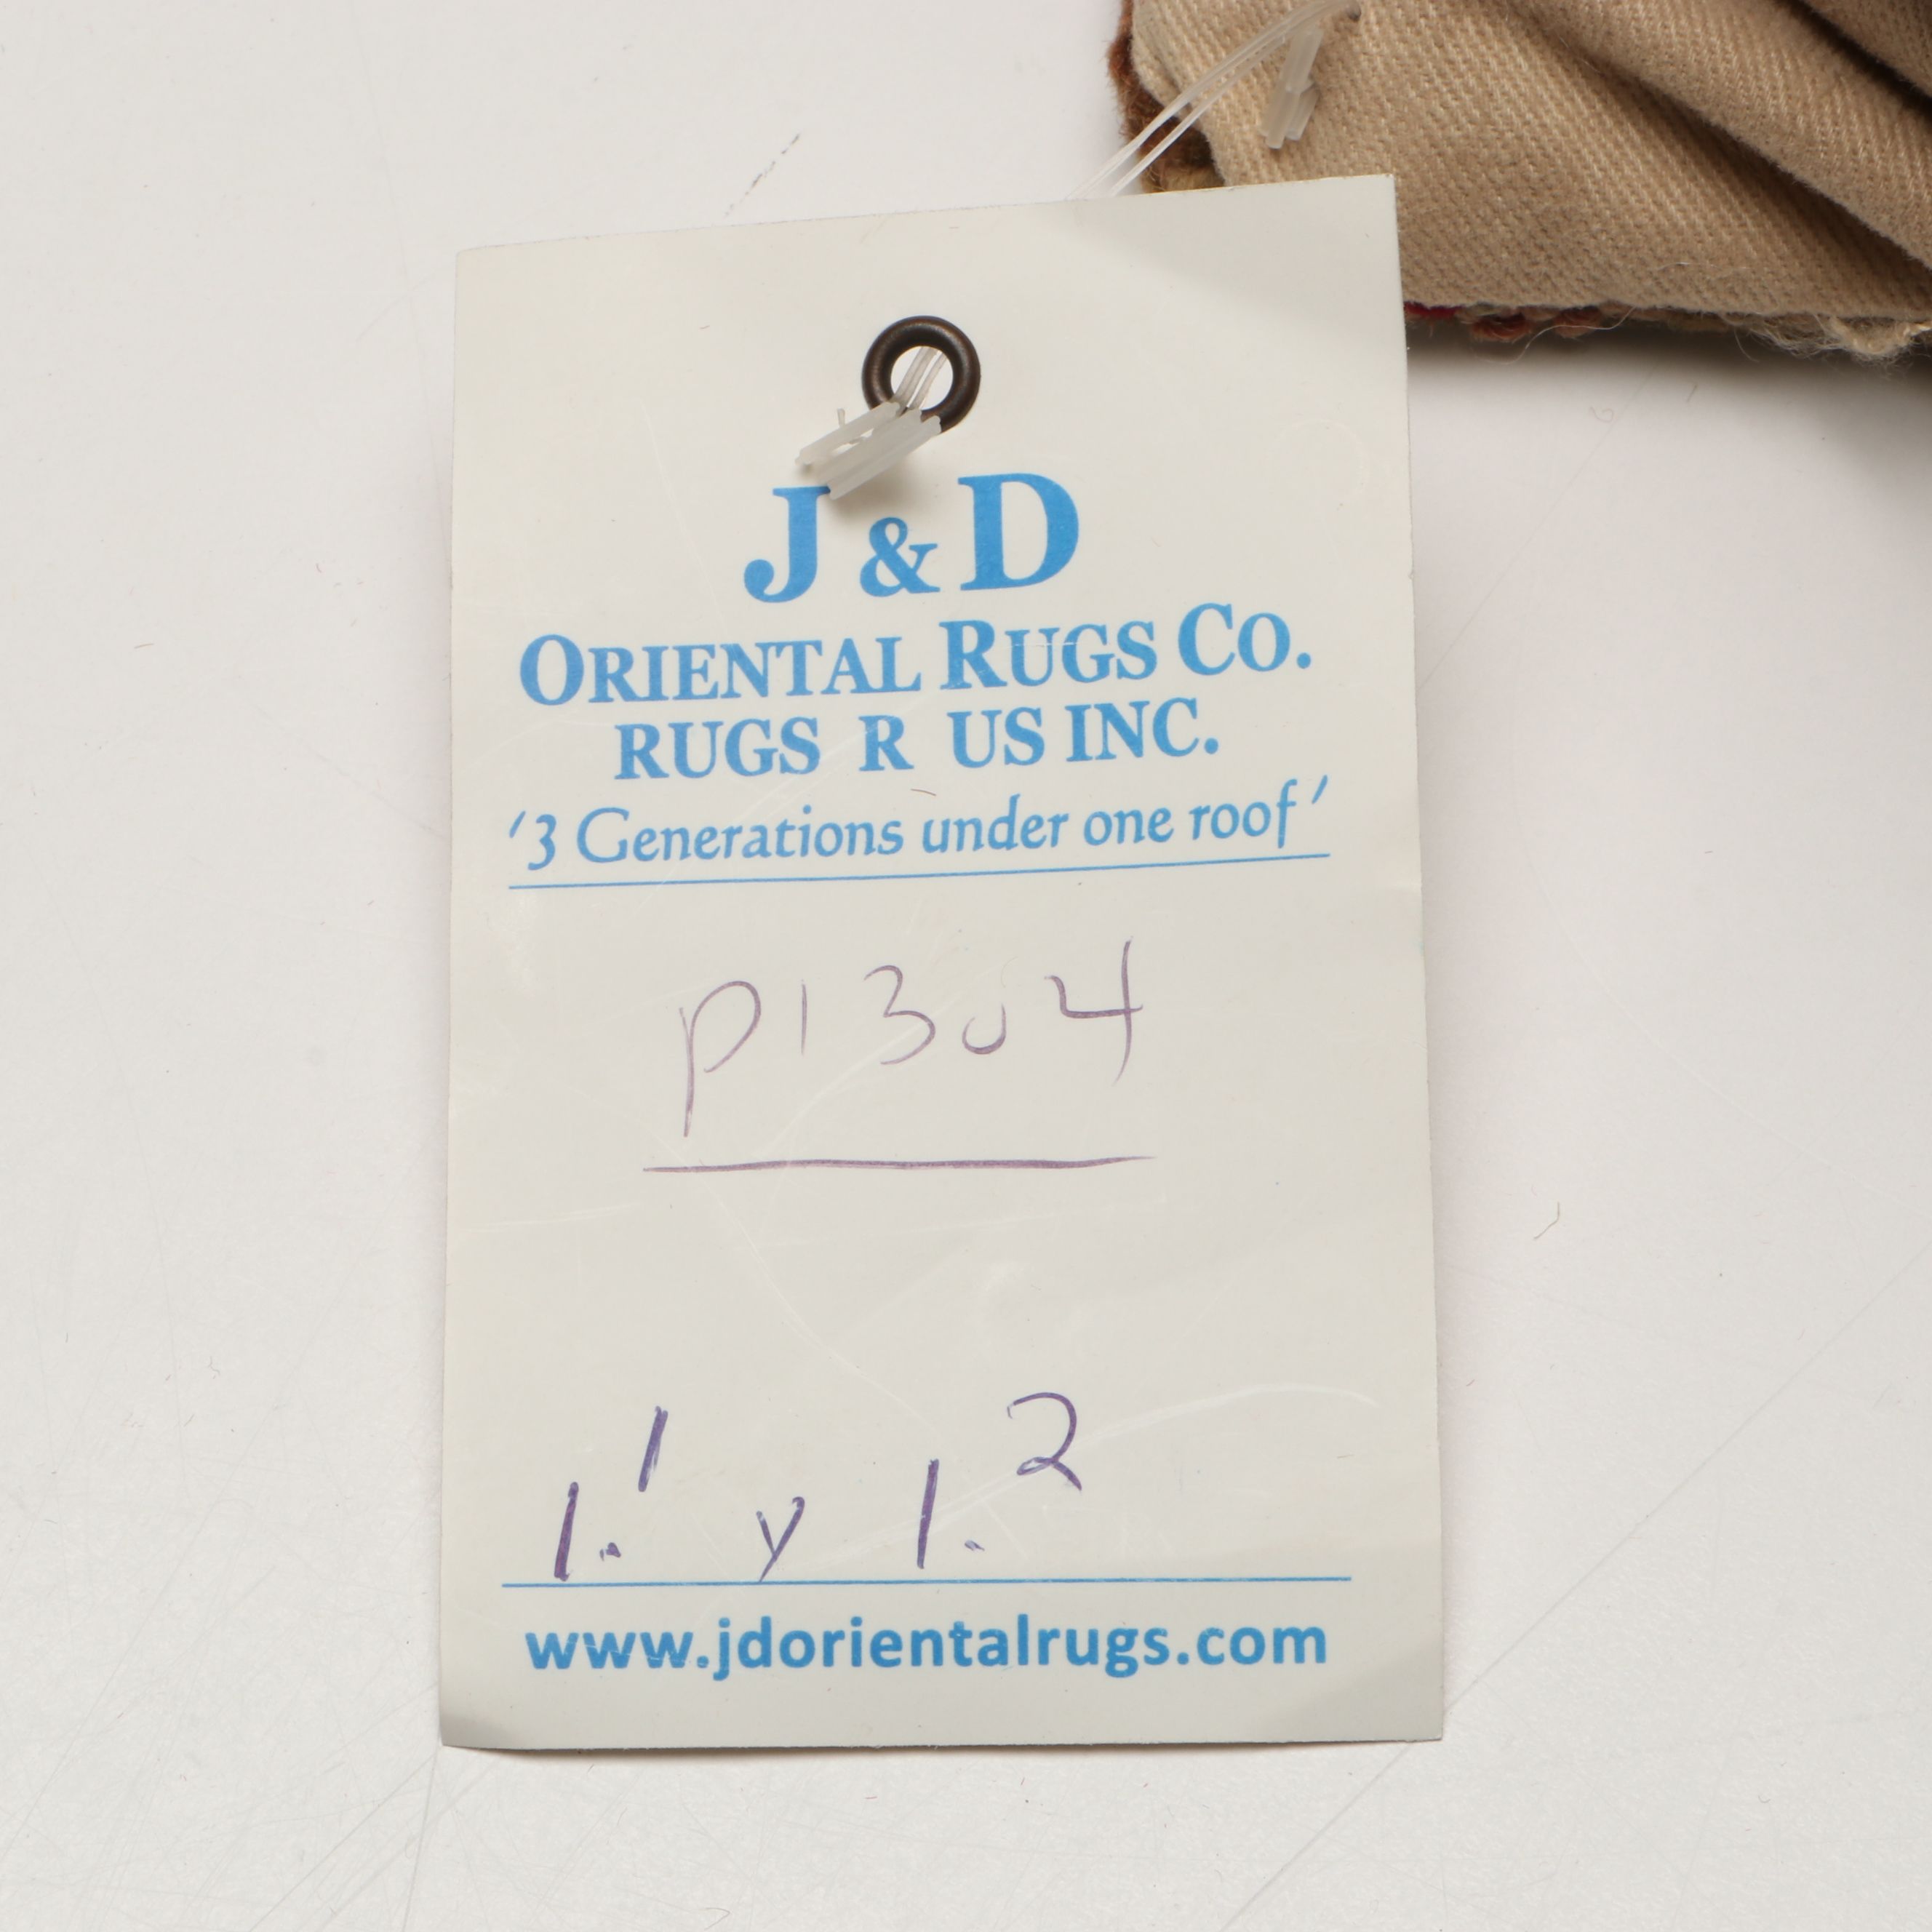 J & D
ORIENTAL RUGS CO.
RUGS R US INC.
'3 Generations under one roof'
P1304
1.1 y 1.2
www.jdorientalrugs.com